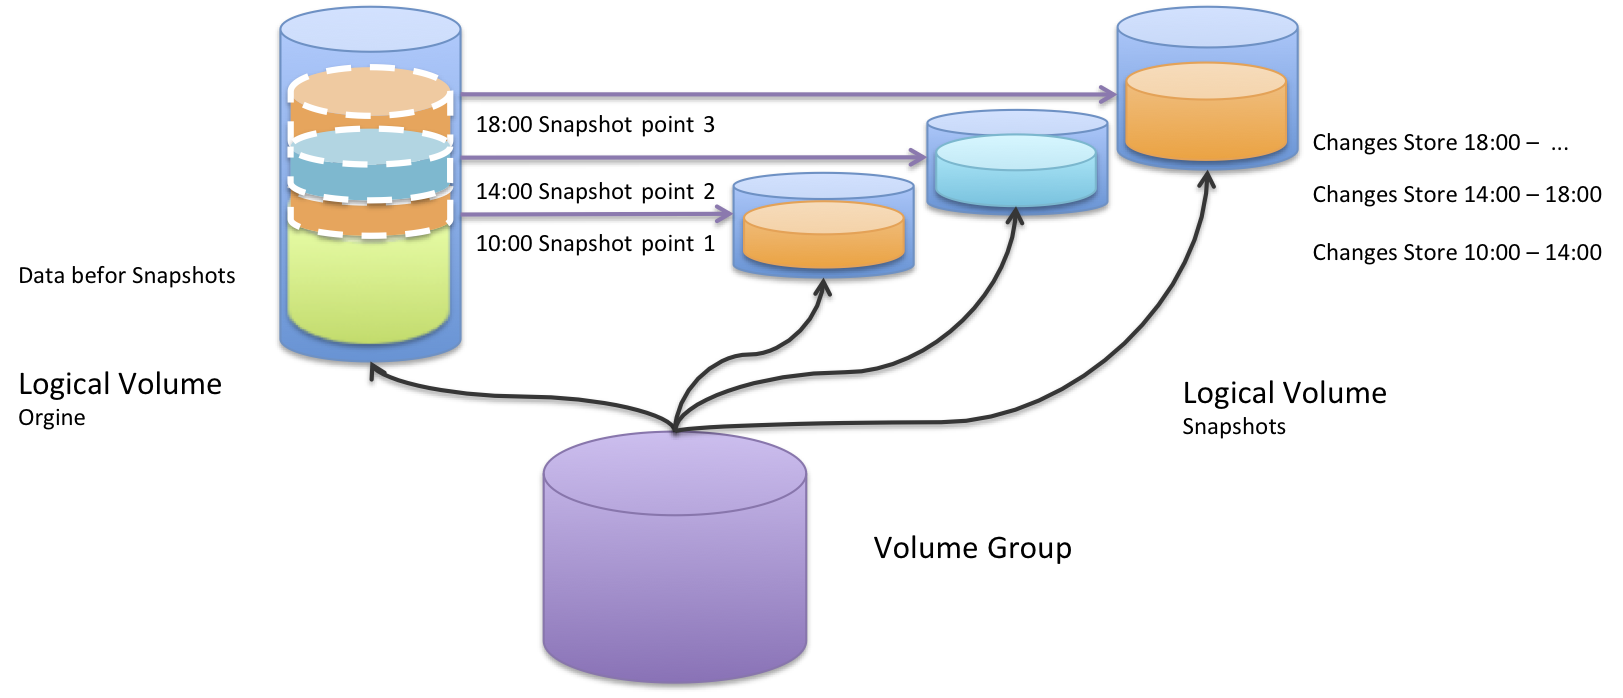 18:00 Snapshot point 3
Changes Store 18:00 – ...
14:00 Snapshot point 2
Changes Store 14:00 – 18:00
10:00 Snapshot point 1
Changes Store 10:00 – 14:00
Data befor Snapshots
Logical Volume
Orgine
Logical Volume
Snapshots
Volume Group